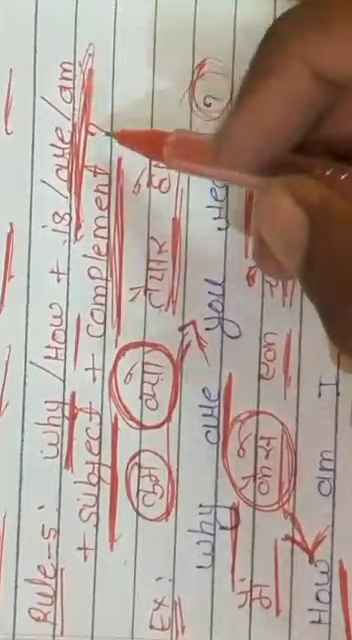 Rule-5: Why/How + is/are/am
+ subject + complement ?
Ex: तुम क्यों तैयार ?
Why are you
मैं कैसे
How am I